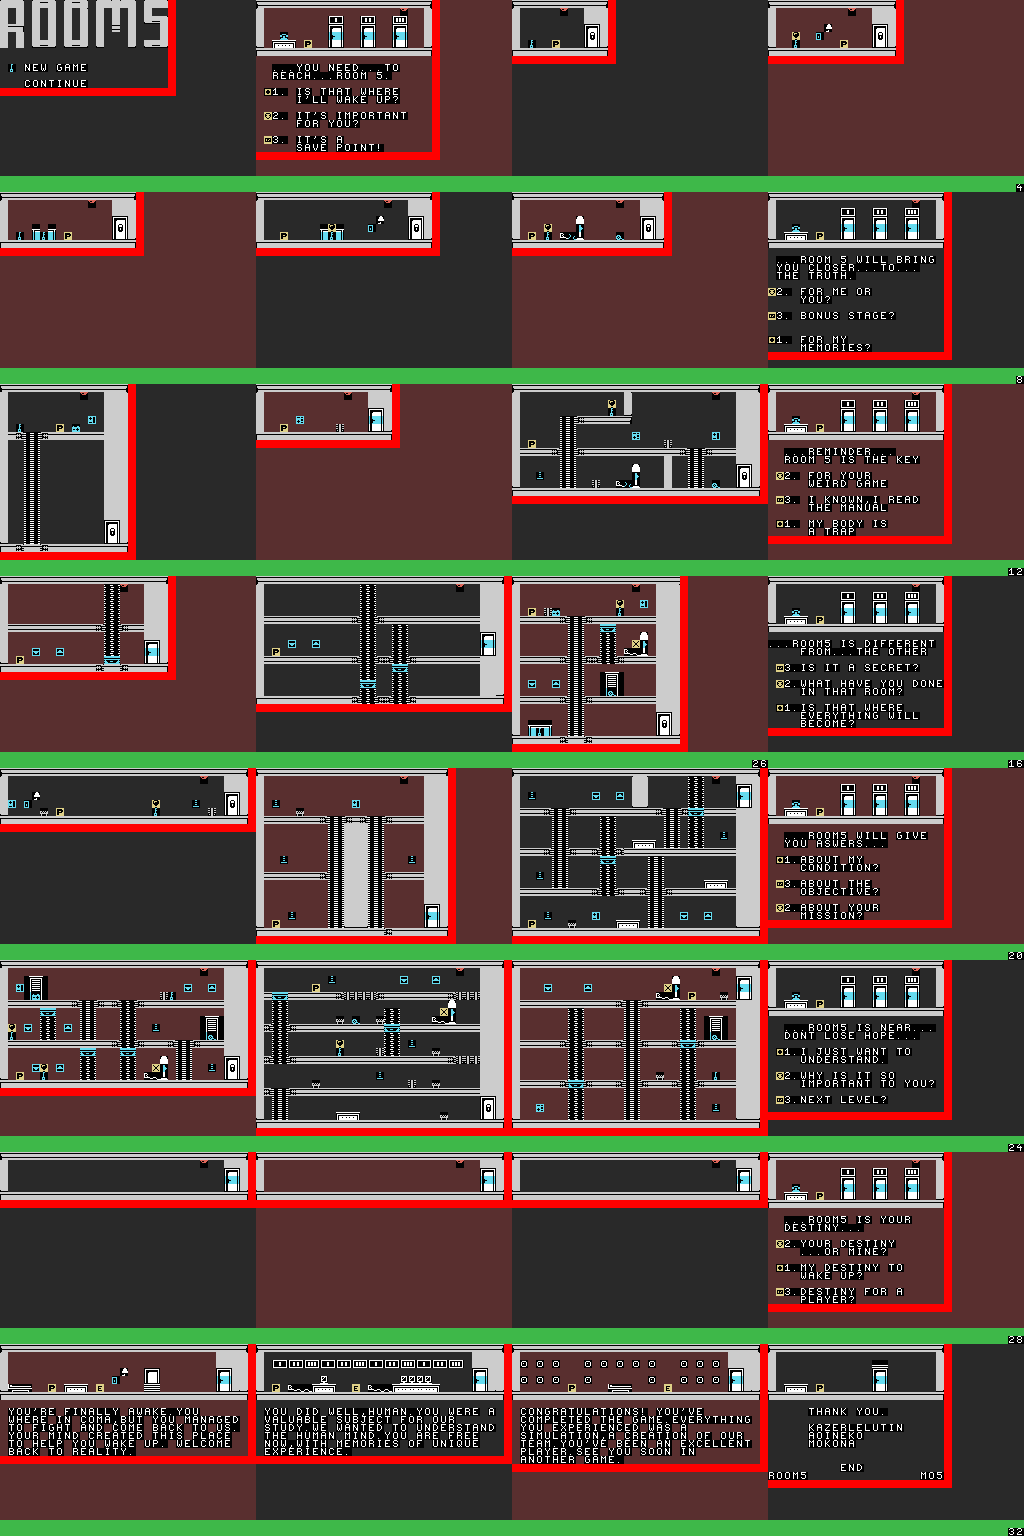 ROOM5
NEW GAME
CONTINUE
...YOU NEED...TO
REACH...ROOM 5.
1. IS THAT WHERE
I'LL WAKE UP?
2. IT'S IMPORTANT
FOR YOU?
3. IT'S A
SAVE POINT!
4
...ROOM 5 WILL BRING
YOU CLOSER...TO...
THE TRUTH.
2. FOR ME OR
YOU?
3. BONUS STAGE?
1. FOR MY
MEMORIES?
8
...REMINDER...
ROOM 5 IS THE KEY
2. FOR YOUR
WEIRD GAME
3. I KNOWN,I READ
THE MANUAL
1. MY BODY IS
A TRAP
12
...ROOM5 IS DIFFERENT
FROM...THE OTHER
3.IS IT A SECRET?
2.WHAT HAVE YOU DONE
IN THAT ROOM?
1.IS THAT WHERE
EVERYTHING WILL
BECOME?
26
16
...ROOM5 WILL GIVE
YOU ASWERS...
1.ABOUT MY
CONDITION?
3.ABOUT THE
OBJECTIVE?
2.ABOUT YOUR
MISSION?
20
...ROOM5 IS NEAR...
DONT LOSE HOPE...
1.I JUST WANT TO
UNDERSTAND.
2.WHY IS IT SO
IMPORTANT TO YOU?
3.NEXT LEVEL?
24
...ROOM5 IS YOUR
DESTINY...
2.YOUR DESTINY
...OR MINE?
1.MY DESTINY TO
WAKE UP?
3.DESTINY FOR A
PLAYER?
28
YOU'RE FINALLY AWAKE.YOU
WHERE IN COMA,BUT YOU MANAGED
TO FIGHT AND COME BACK TO US.
YOUR MIND CREATED THIS PLACE
TO HELP YOU WAKE UP. WELCOME
BACK TO REALITY.
YOU DID WELL,HUMAN.YOU WERE A
VALUABLE SUBJECT FOR OUR
STUDY.WE WANTED TO UNDERSTAND
THE HUMAN MIND.YOU ARE FREE
NOW,WITH MEMORIES OF UNIQUE
EXPERIENCE.
CONGRATULATIONS! YOU'VE
COMPLETED THE GAME.EVERYTHING
YOU EXPERIENCED WAS A
SIMULATION,A CREATION OF OUR
TEAM.YOU'VE BEEN AN EXCELLENT
PLAYER.SEE YOU SOON IN
ANOTHER GAME.
THANK YOU.
KAZERLELUTIN
AOINEKO
MOKONA
END
ROOM5 MO5
32